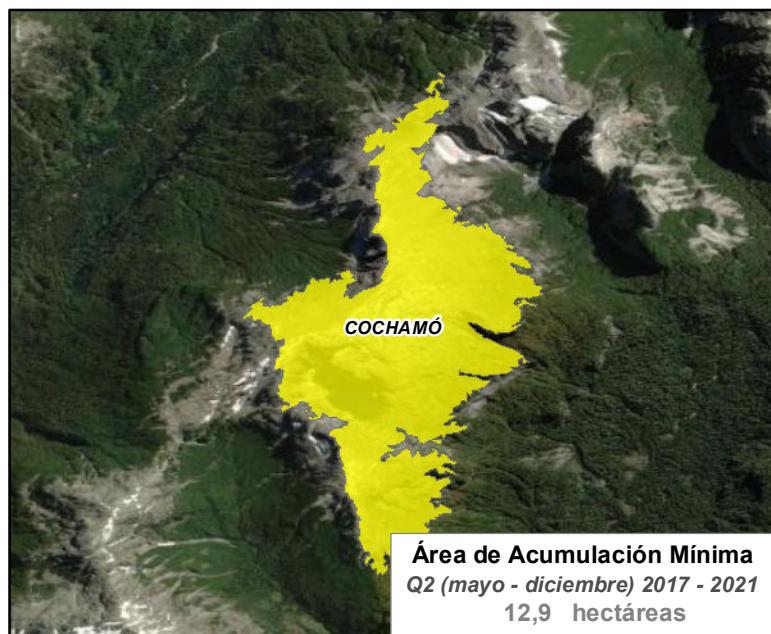 COCHAMÓ
Área de Acumulación Mínima
Q2 (mayo - diciembre) 2017 - 2021
12,9 hectáreas